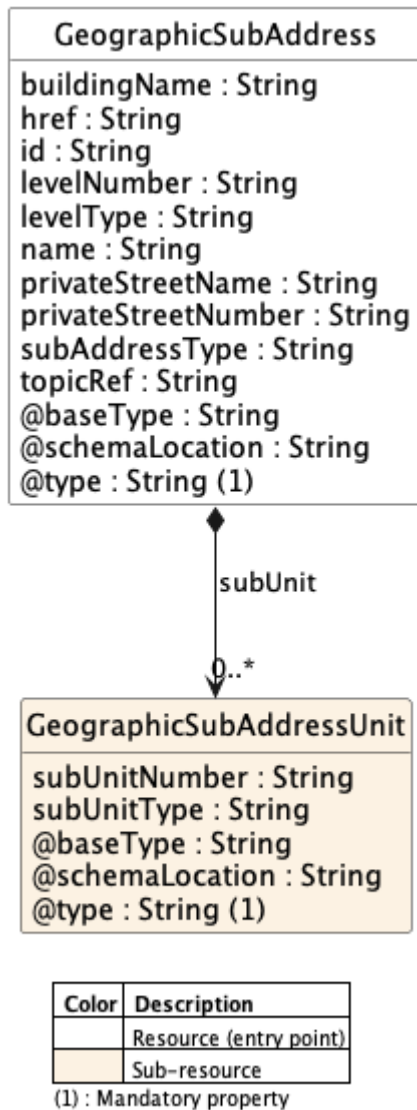 GeographicSubAddress
buildingName : String
href : String
id : String
levelNumber : String
levelType : String
name : String
privateStreetName : String
privateStreetNumber : String
subAddressType : String
topicRef : String
@baseType : String
@schemaLocation : String
@type : String (1)
subUnit
0..*
GeographicSubAddressUnit
subUnitNumber : String
subUnitType : String
@baseType : String
@schemaLocation : String
@type : String (1)
Color Description
Resource (entry point)
Sub-resource
(1) : Mandatory property